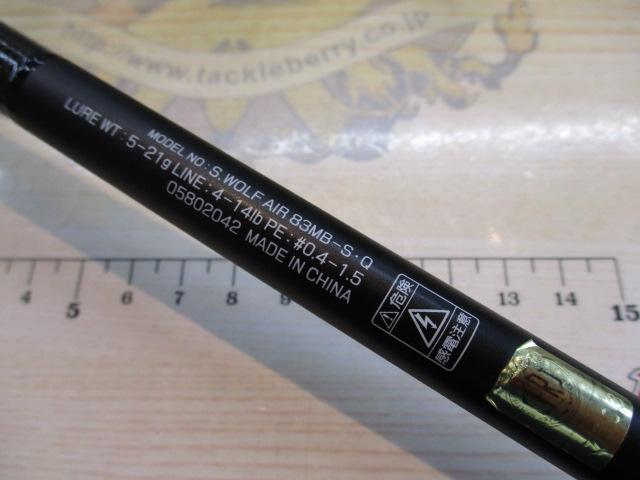 http://www.tackleberry.co.jp
MODEL NO : S.WOLF AIR 83MB-S・Q
LURE WT : 5-21g LINE : 4-14lb PE : #0.4-1.5
05802042 MADE IN CHINA
⚠危険
感電注意
4 5 6 7 8 9 13 14 15